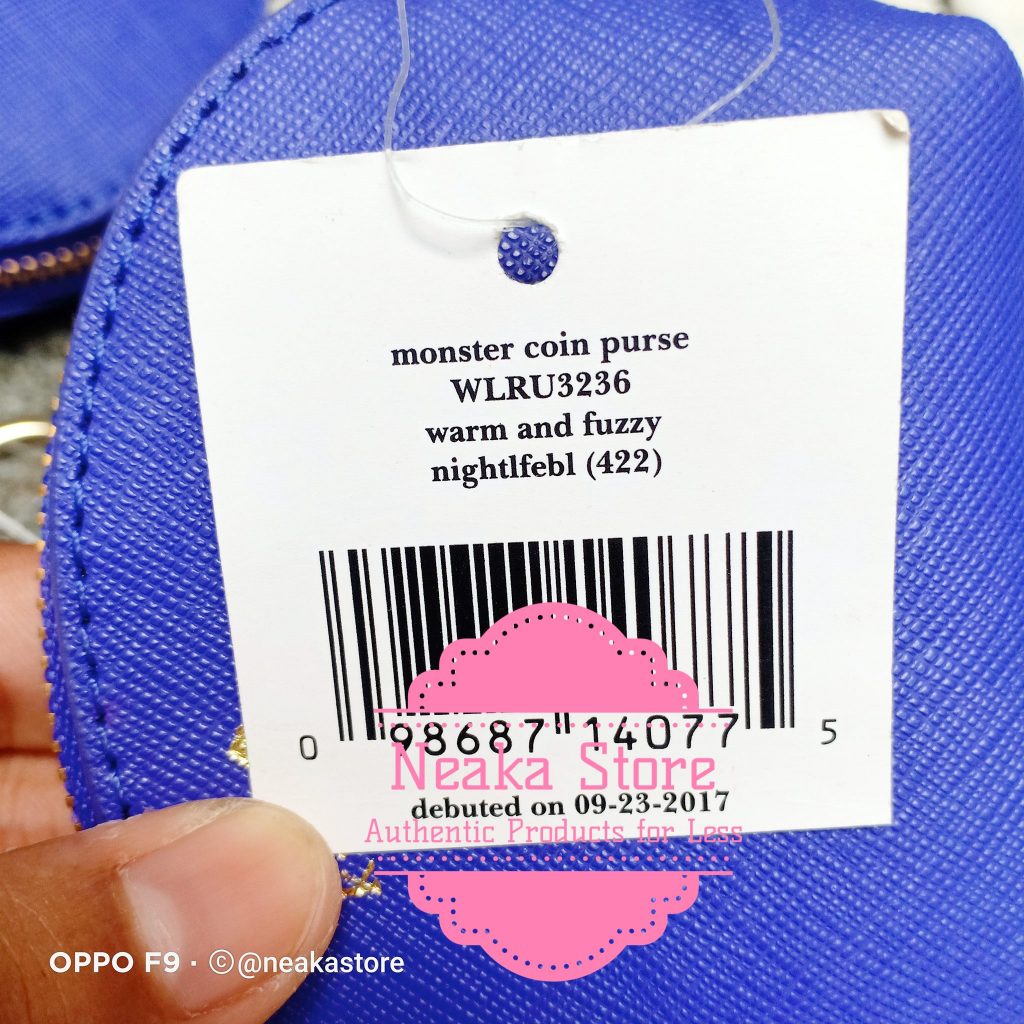 monster coin purse
WLRU3236
warm and fuzzy
nightlfebl (422)
0 98687 14077 5
Neaka Store
debuted on 09-23-2017
Authentic Products for Less
OPPO F9 · ©@neakastore